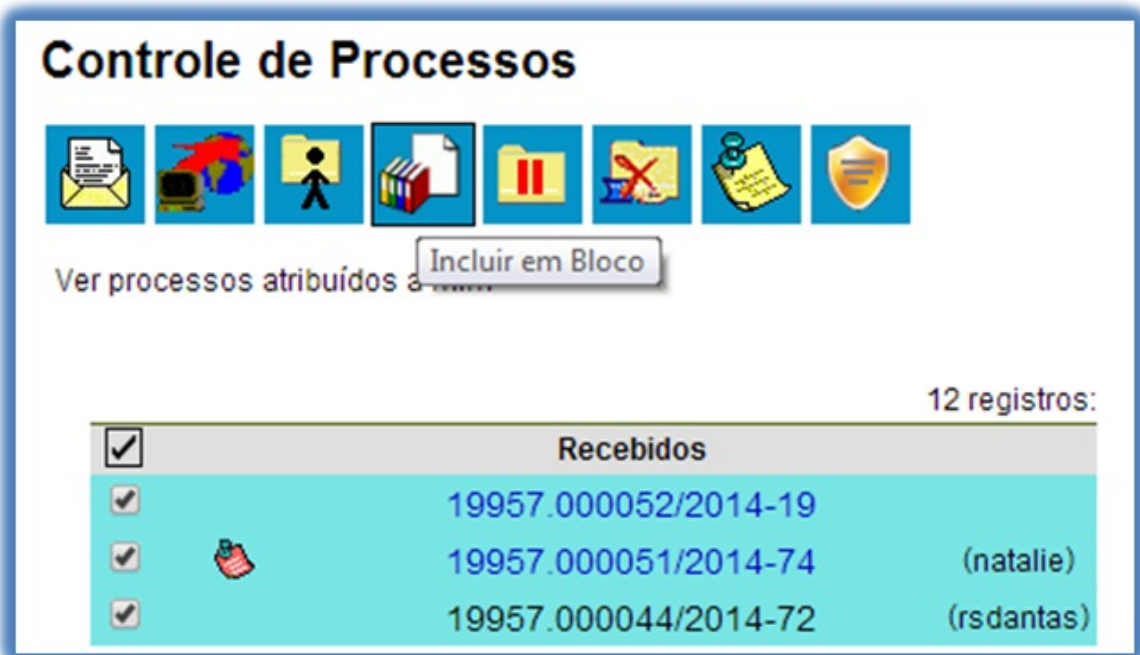 Controle de Processos
Incluir em Bloco
Ver processos atribuídos a
12 registros:
Recebidos
19957.000052/2014-19
19957.000051/2014-74 (natalie)
19957.000044/2014-72 (rsdantas)